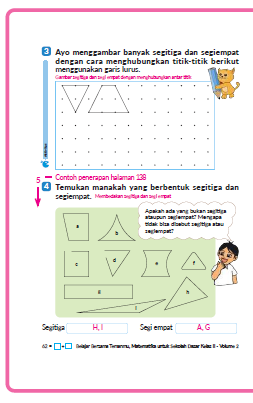 3 Ayo menggambar banyak segitiga dan segiempat
dengan cara menghubungkan titik-titik berikut
menggunakan garis lurus.
Gambar segitiga dan segi empat dengan menghubungkan antar titik
5
Contoh penerapan halaman 138
4 Temukan manakah yang berbentuk segitiga dan
segiempat. Membedakan segitiga dan segi empat
Apakah ada yang bukan segitiga
ataupun segiempat? Mengapa
tidak bisa disebut segitiga atau
segiempat?
a
b
c
d
e
f
g
h
i
Segitiga H, I Segi empat A, G
62 = - Belajar Bersama Temanmu, Matematika untuk Sekolah Dasar Kelas II - Volume 2